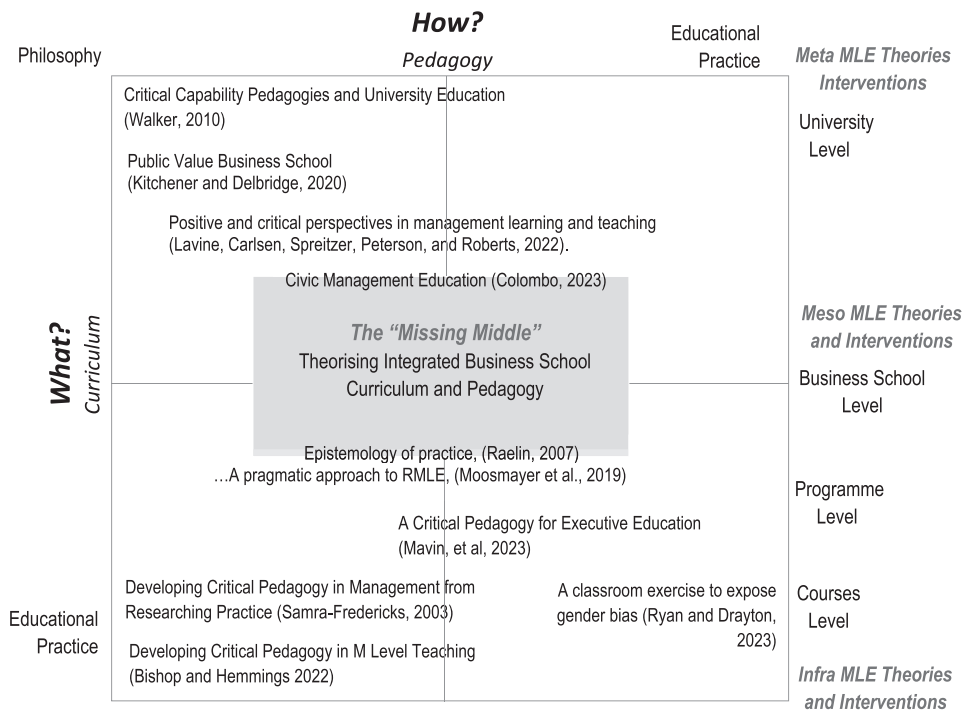 How?
Philosophy
Pedagogy
Educational
Practice
Meta MLE Theories
Interventions
Critical Capability Pedagogies and University Education
(Walker, 2010)
University
Level
Public Value Business School
(Kitchener and Delbridge, 2020)
Positive and critical perspectives in management learning and teaching
(Lavine, Carlsen, Spreitzer, Peterson, and Roberts, 2022).
Civic Management Education (Colombo, 2023)
What?
Curriculum
The “Missing Middle”
Theorising Integrated Business School
Curriculum and Pedagogy
Meso MLE Theories
and Interventions
Business School
Level
Epistemology of practice, (Raelin, 2007)
…A pragmatic approach to RMLE, (Moosmayer et al., 2019)
Programme
Level
A Critical Pedagogy for Executive Education
(Mavin, et al, 2023)
Developing Critical Pedagogy in Management from
Researching Practice (Samra-Fredericks, 2003)
A classroom exercise to expose
gender bias (Ryan and Drayton,
2023)
Courses
Level
Educational
Practice
Developing Critical Pedagogy in M Level Teaching
(Bishop and Hemmings 2022)
Infra MLE Theories
and Interventions